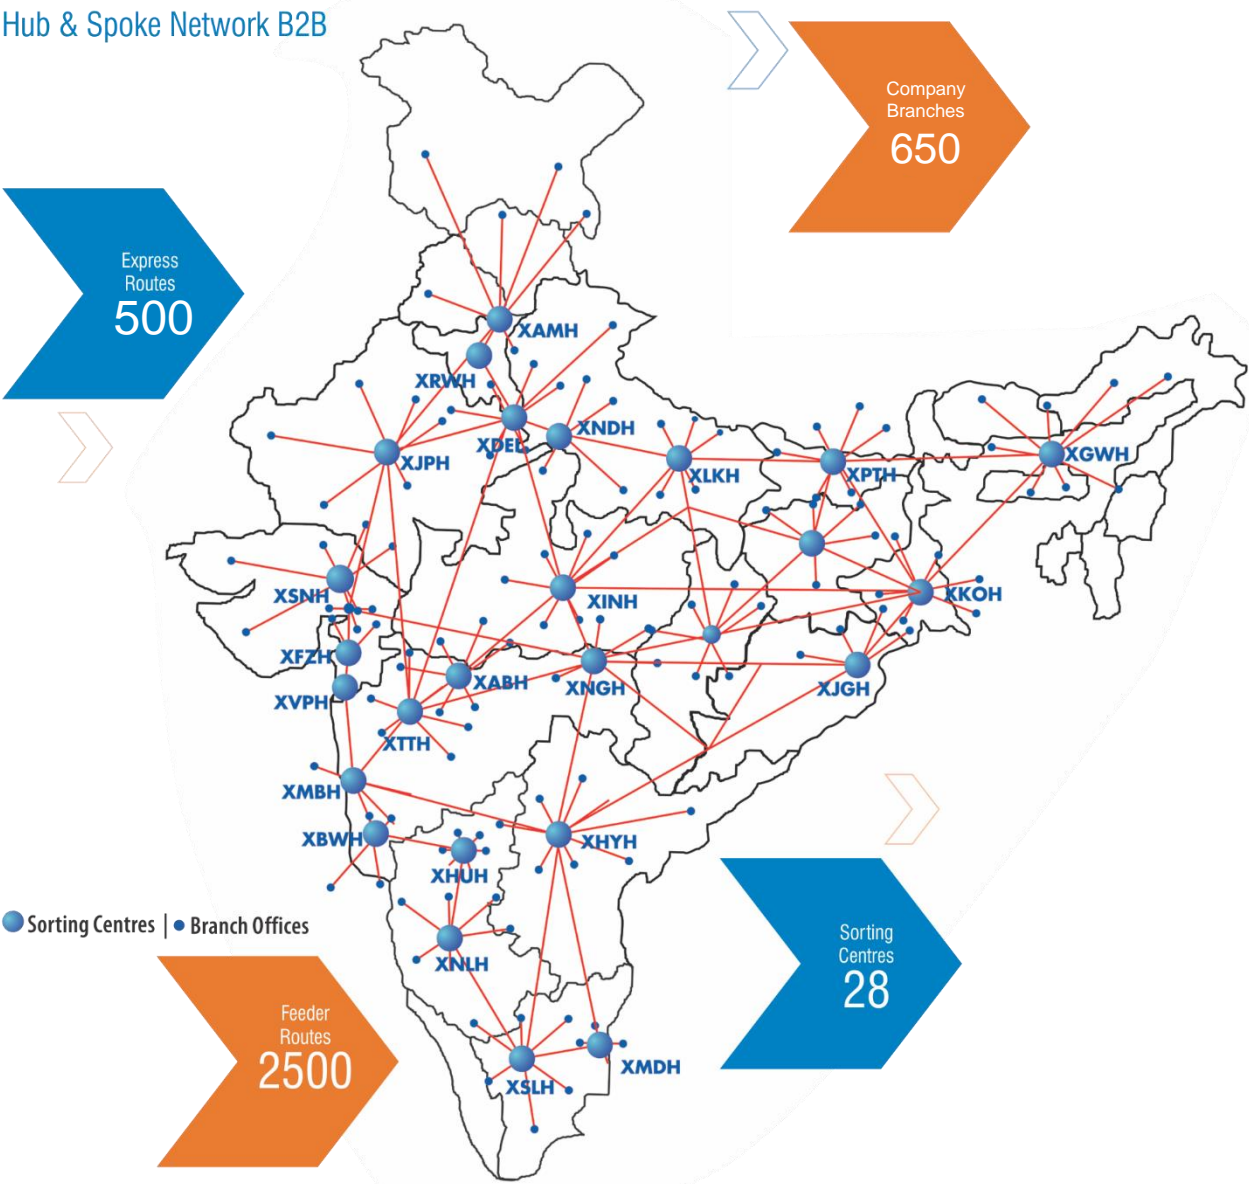 Hub & Spoke Network B2B
Company
Branches
650
Express
Routes
500
XAMH
XRWH
XNDH
XDEL
XJPH
XLKH
XPTH
XGWH
XSNH
XINH
XKOH
XFZH
XABH
XNGH
XJGH
XVPH
XTTH
XMBH
XBWH
XHYH
XHUH
Sorting Centres | • Branch Offices
Sorting
Centres
28
XNLH
Feeder
Routes
2500
XMDH
XSLH